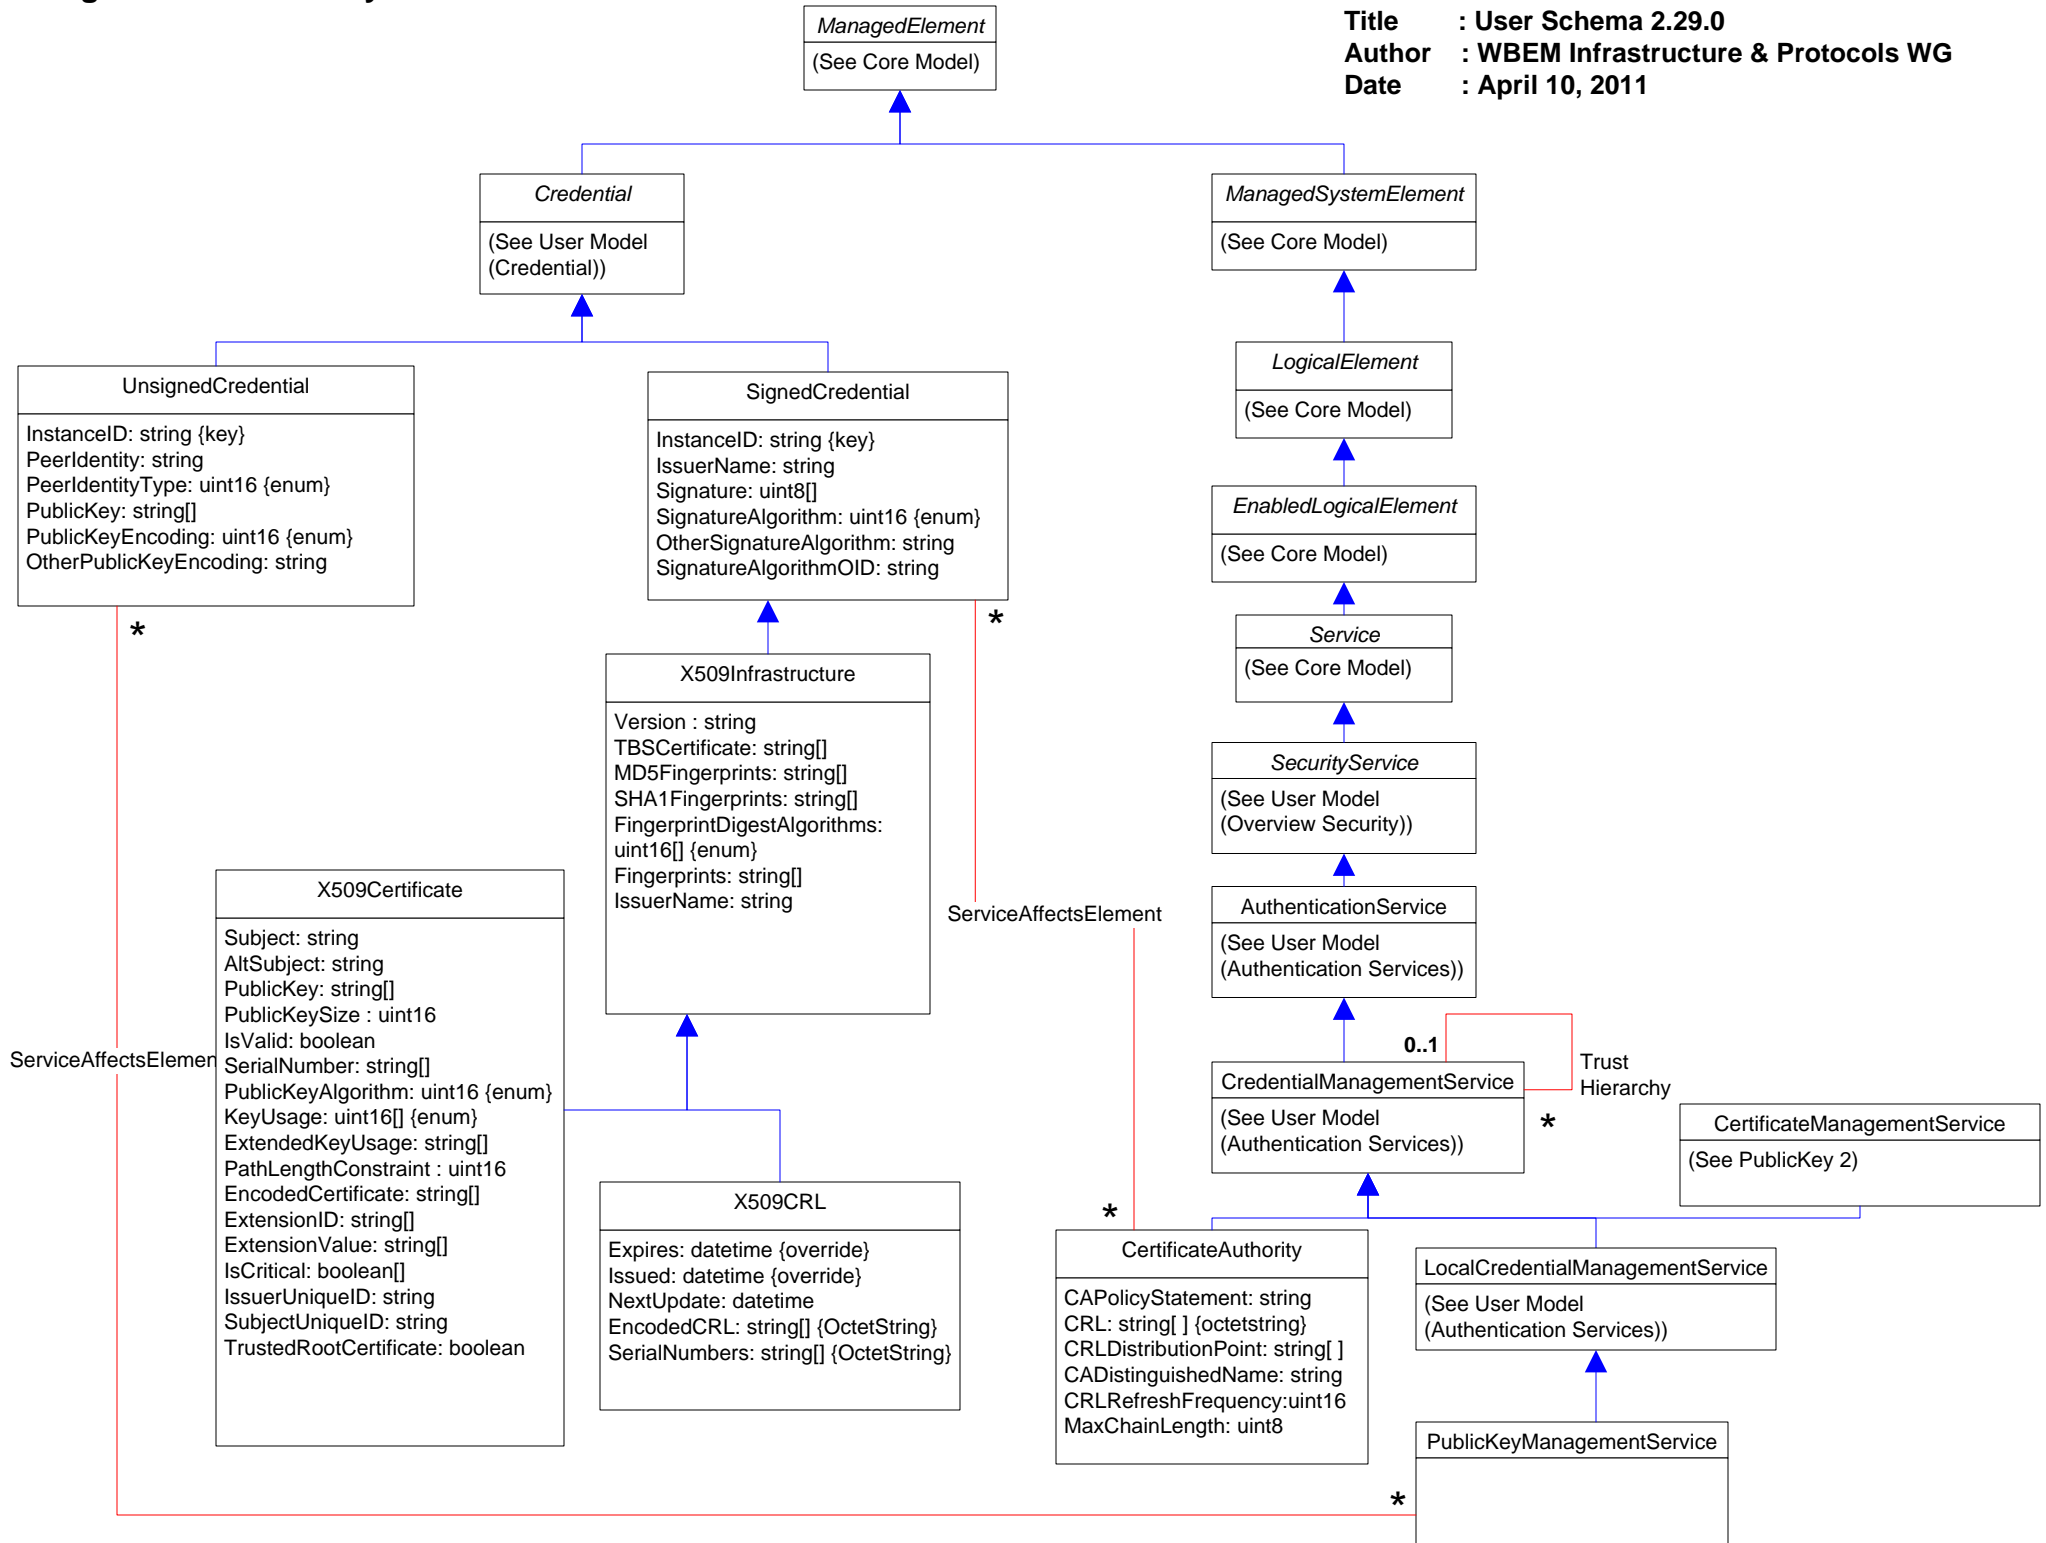 Title : User Schema 2.29.0
Author : WBEM Infrastructure & Protocols WG
Date : April 10, 2011
ManagedElement
(See Core Model)
Credential
(See User Model
(Credential))
ManagedSystemElement
(See Core Model)
LogicalElement
(See Core Model)
EnabledLogicalElement
(See Core Model)
Service
(See Core Model)
SecurityService
(See User Model
(Overview Security))
AuthenticationService
(See User Model
(Authentication Services))
UnsignedCredential
InstanceID: string {key}
PeerIdentity: string
PeerIdentityType: uint16 {enum}
PublicKey: string[]
PublicKeyEncoding: uint16 {enum}
OtherPublicKeyEncoding: string
*
SignedCredential
InstanceID: string {key}
IssuerName: string
Signature: uint8[]
SignatureAlgorithm: uint16 {enum}
OtherSignatureAlgorithm: string
SignatureAlgorithmOID: string
*
X509Infrastructure
Version : string
TBSCertificate: string[]
MD5Fingerprints: string[]
SHA1Fingerprints: string[]
FingerprintDigestAlgorithms:
uint16[] {enum}
Fingerprints: string[]
IssuerName: string
ServiceAffectsElement
ServiceAffectsElemen
X509Certificate
Subject: string
AltSubject: string
PublicKey: string[]
PublicKeySize : uint16
IsValid: boolean
SerialNumber: string[]
PublicKeyAlgorithm: uint16 {enum}
KeyUsage: uint16[] {enum}
ExtendedKeyUsage: string[]
PathLengthConstraint : uint16
EncodedCertificate: string[]
ExtensionID: string[]
ExtensionValue: string[]
IsCritical: boolean[]
IssuerUniqueID: string
SubjectUniqueID: string
TrustedRootCertificate: boolean
X509CRL
Expires: datetime {override}
Issued: datetime {override}
NextUpdate: datetime
EncodedCRL: string[] {OctetString}
SerialNumbers: string[] {OctetString}
0..1
Trust
Hierarchy
CredentialManagementService
(See User Model
(Authentication Services))
*
CertificateManagementService
(See PublicKey 2)
*
CertificateAuthority
CAPolicyStatement: string
CRL: string[ ] {octetstring}
CRLDistributionPoint: string[ ]
CADistinguishedName: string
CRLRefreshFrequency:uint16
MaxChainLength: uint8
LocalCredentialManagementService
(See User Model
(Authentication Services))
PublicKeyManagementService
*